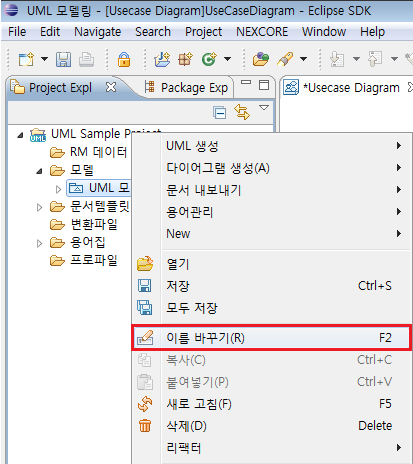 UML 모델링 - [Usecase Diagram]UseCaseDiagram - Eclipse SDK
File Edit Navigate Search Project NEXCORE Window Help
Project Expl Package Exp *Usecase Diagram
UML Sample Project
RM 데이터
모델
UML 모
문서템플릿
변환파일
용어집
프로파일
UML 생성
다이어그램 생성(A)
문서 내보내기
용어관리
New
열기
저장 Ctrl+S
모두 저장
이름 바꾸기(R) F2
복사(C) Ctrl+C
붙여넣기(P) Ctrl+V
새로 고침(F) F5
삭제(D) Delete
리팩터